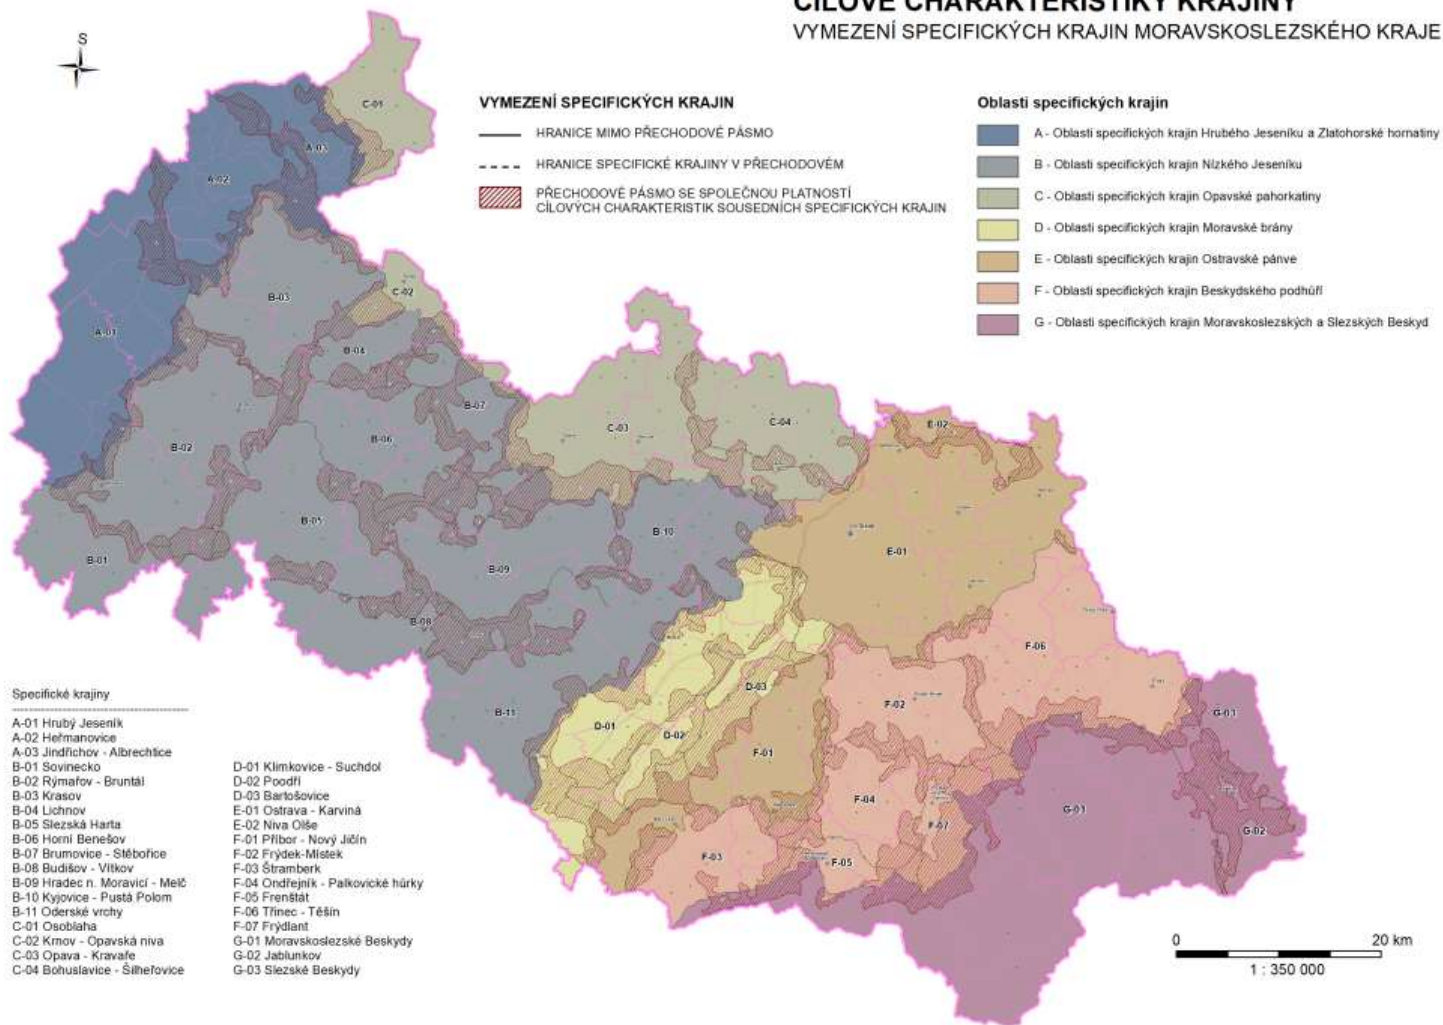 CÍLOVÉ CHARAKTERISTIKY KRAJINY
VYMEZENÍ SPECIFICKÝCH KRAJIN MORAVSKOSLEZSKÉHO KRAJE
S
VYMEZENÍ SPECIFICKÝCH KRAJIN
HRANICE MIMO PŘECHODOVÉ PÁSMO
HRANICE SPECIFICKÉ KRAJINY V PŘECHODOVÉM
PŘECHODOVÉ PÁSMO SE SPOLEČNOU PLATNOSTÍ
CÍLOVÝCH CHARAKTERISTIK SOUSEDNÍCH SPECIFICKÝCH KRAJIN
Oblasti specifických krajin
A - Oblasti specifických krajin Hrubého Jeseníku a Zlatohorské hornatiny
B - Oblasti specifických krajin Nízkého Jeseníku
C - Oblasti specifických krajin Opavské pahorkatiny
D - Oblasti specifických krajin Moravské brány
E - Oblasti specifických krajin Ostravské pánve
F - Oblasti specifických krajin Beskydského podhůří
G - Oblasti specifických krajin Moravskoslezských a Slezských Beskyd
C-01
A-03
A-02
C-02
B-03
A-01
B-04
B-07
C-03
C-04
E-02
B-02
B-06
B-05
B-10
E-01
B-01
B-09
B-08
F-06
D-03
B-11
F-02
G-03
D-01
D-02
F-01
F-04
G-03
F-07
G-02
F-03
F-05
Specifické krajiny
A-01 Hrubý Jeseník
A-02 Heřmanovice
A-03 Jindřichov - Albrechtice
B-01 Sovinecko
B-02 Rýmařov - Bruntál
B-03 Krasov
B-04 Lichnov
B-05 Slezská Harta
B-06 Horní Benešov
B-07 Brumovice - Stěbořice
B-08 Budišov - Vítkov
B-09 Hradec n. Moravicí - Melč
B-10 Kyjovice - Pustá Polom
B-11 Oderské vrchy
C-01 Osoblaha
C-02 Krnov - Opavská niva
C-03 Opava - Kravaře
C-04 Bohuslavice - Šilheřovice
D-01 Klimkovice - Suchdol
D-02 Poodří
D-03 Bartošovice
E-01 Ostrava - Karviná
E-02 Niva Olše
F-01 Příbor - Nový Jičín
F-02 Frýdek-Místek
F-03 Štramberk
F-04 Ondřejník - Palkovické hůrky
F-05 Frenštát
F-06 Třinec - Těšín
F-07 Frýdlant
G-01 Moravskoslezské Beskydy
G-02 Jablunkov
G-03 Slezské Beskydy
0 20 km
1 : 350 000